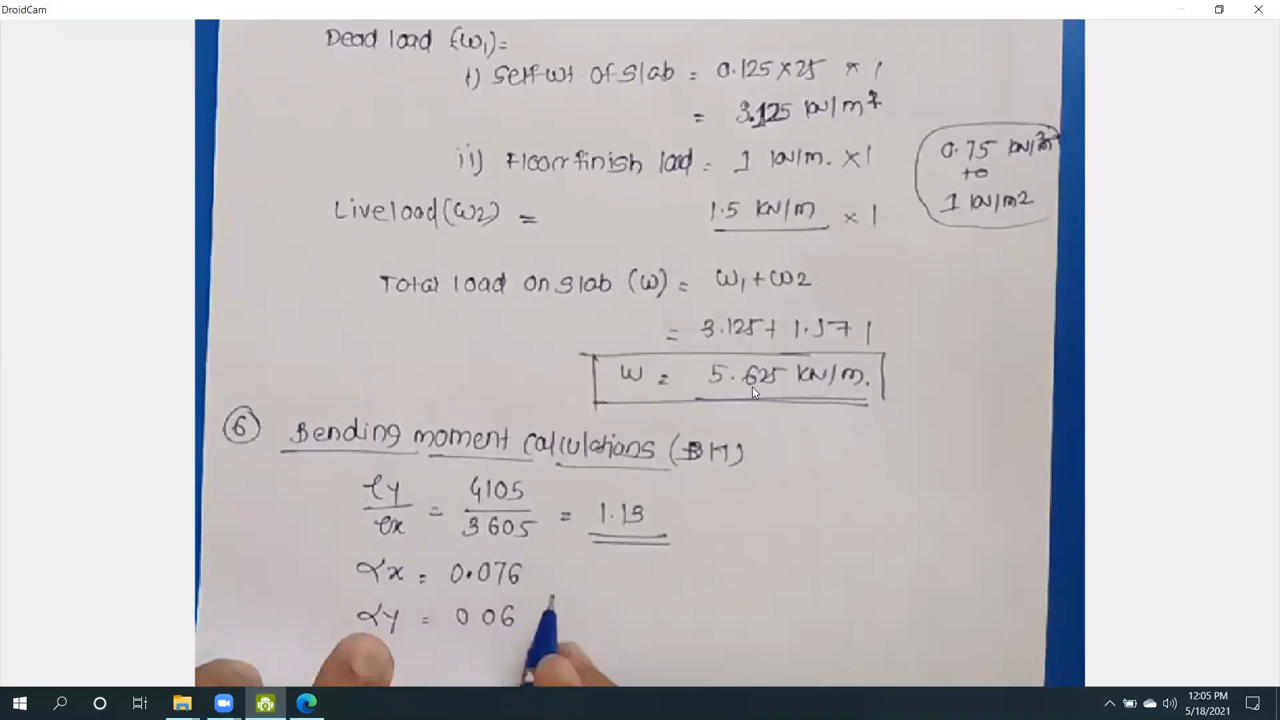 DroidCam
Dead load (w1)=
i) Self wt of slab = 0.125 x 25 x 1
= 3.125 kN/m²
ii) Floor finish load = 1 kN/m. x 1
0.75 kN/m²
to
1 kN/m2
Live load (w2) = 1.5 kN/m x 1
Total load on slab (w) = w1 + w2
= 3.125 + 1.5 + 1
w = 5.625 kN/m.
6 Bending moment calculations (BM)
ly/lx = 4105/3605 = 1.13
αx = 0.076
αy = 0.06
12:05 PM
5/18/2021